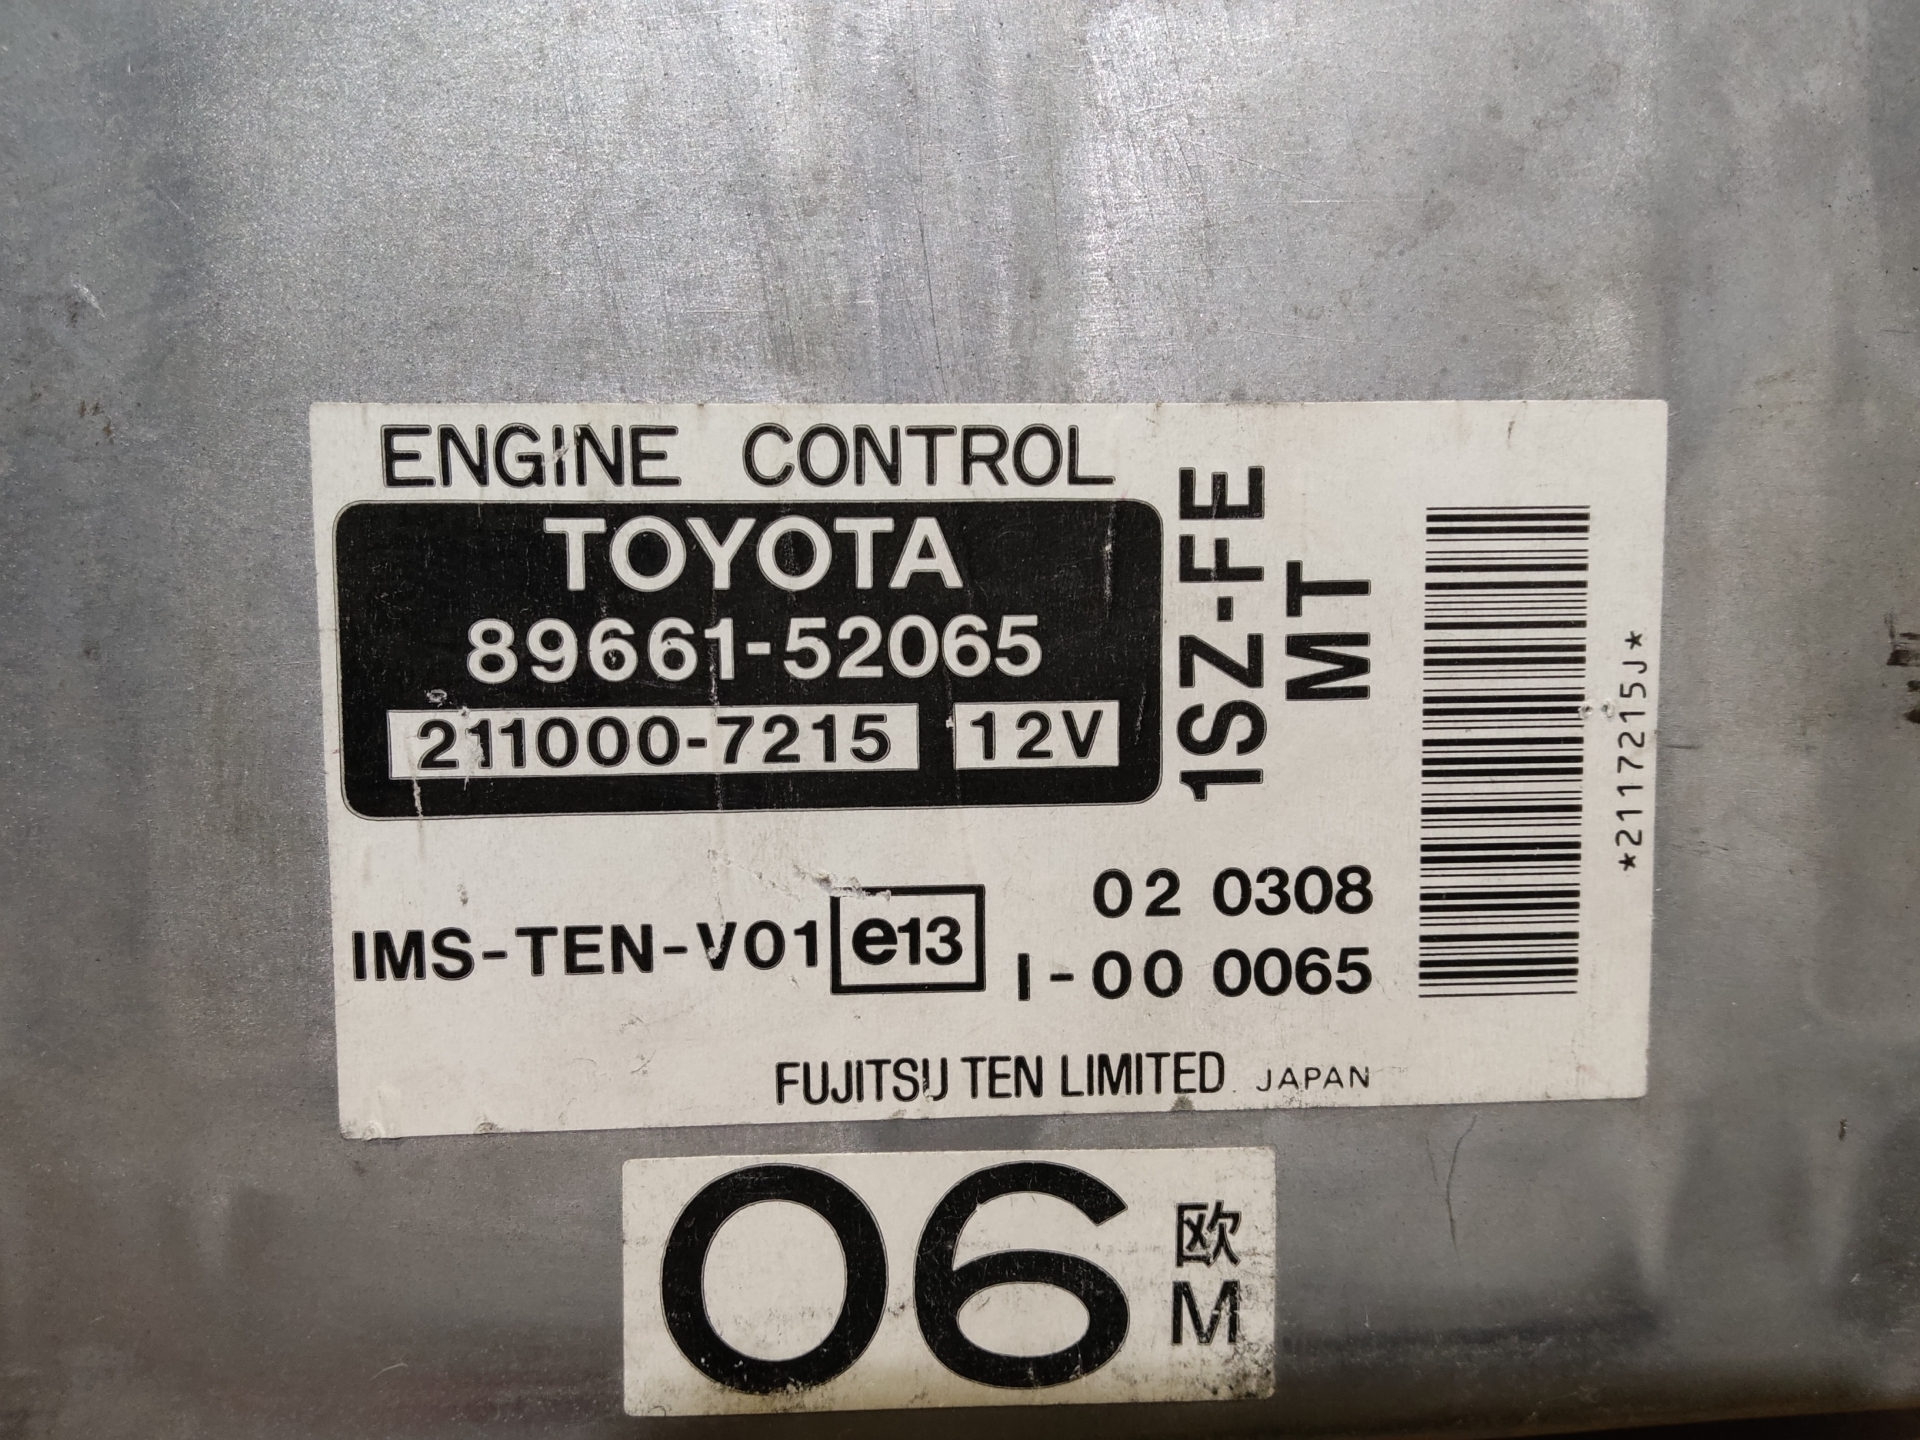 ENGINE CONTROL
TOYOTA
89661-52065
211000-7215 12V
1SZ-FE
MT
*2117215J*
IMS-TEN-V01 e13
02 0308
I-00 0065
FUJITSU TEN LIMITED JAPAN
06 欧
M